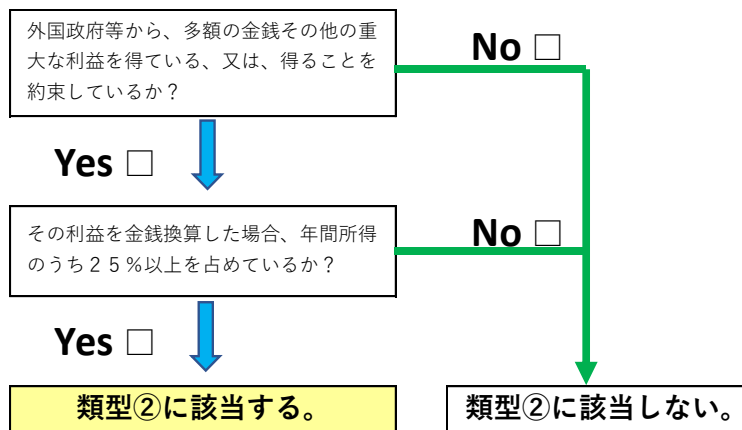 外国政府等から、多額の金銭その他の重
大な利益を得ている、又は、得ることを
約束しているか？
No □
Yes □
その利益を金銭換算した場合、年間所得
のうち２５％以上を占めているか？
No □
Yes □
類型②に該当する。
類型②に該当しない。